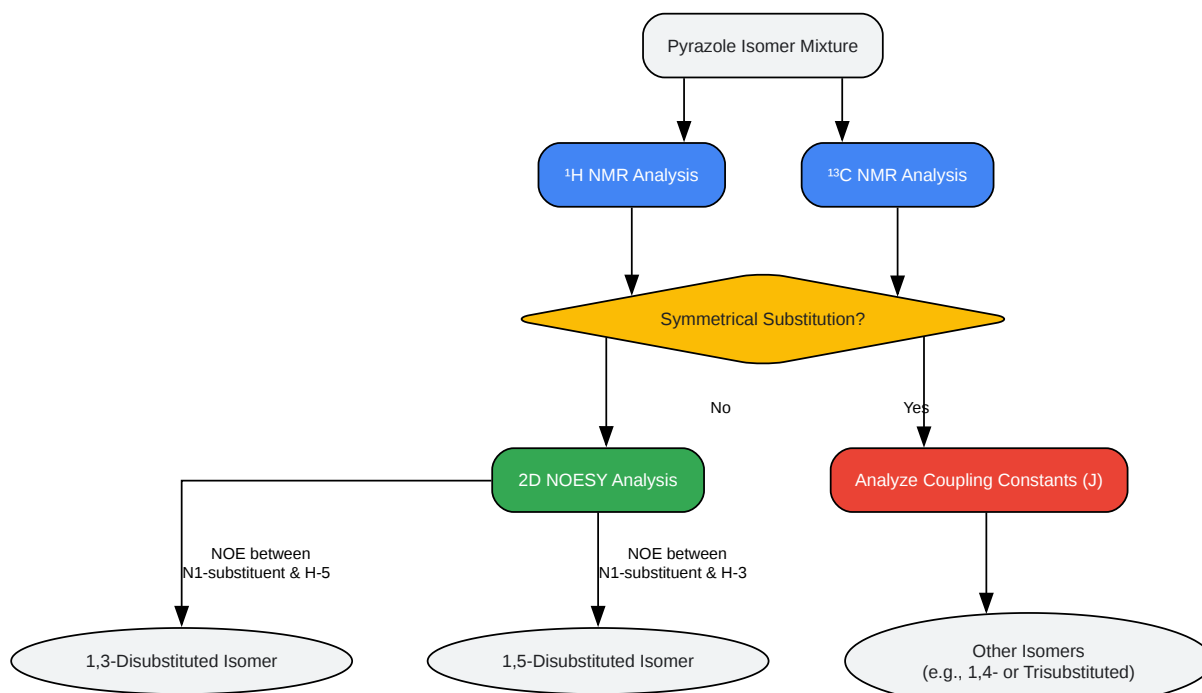 Pyrazole Isomer Mixture
¹H NMR Analysis
¹³C NMR Analysis
Symmetrical Substitution?
No
Yes
2D NOESY Analysis
Analyze Coupling Constants (J)
NOE between
N1-substituent & H-5
NOE between
N1-substituent & H-3
1,3-Disubstituted Isomer
1,5-Disubstituted Isomer
Other Isomers
(e.g., 1,4- or Trisubstituted)